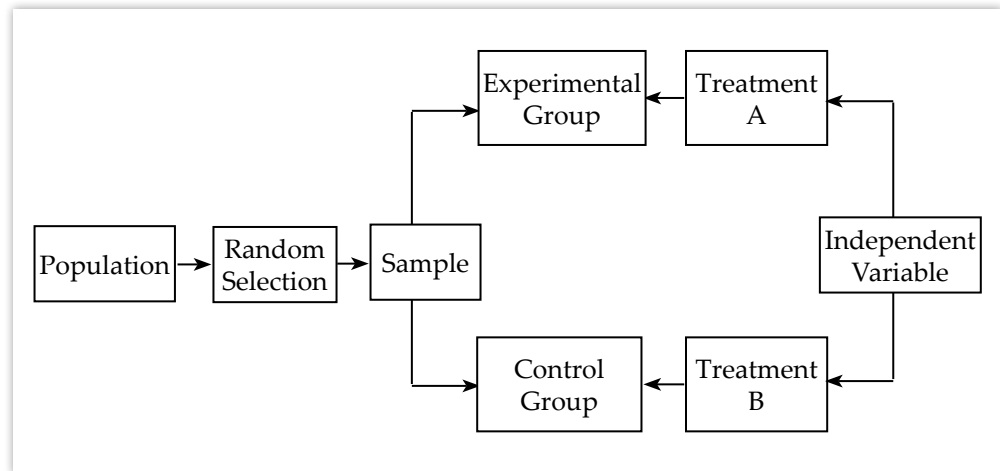 Experimental
Group
Treatment
A
Population
Random
Selection
Sample
Independent
Variable
Control
Group
Treatment
B